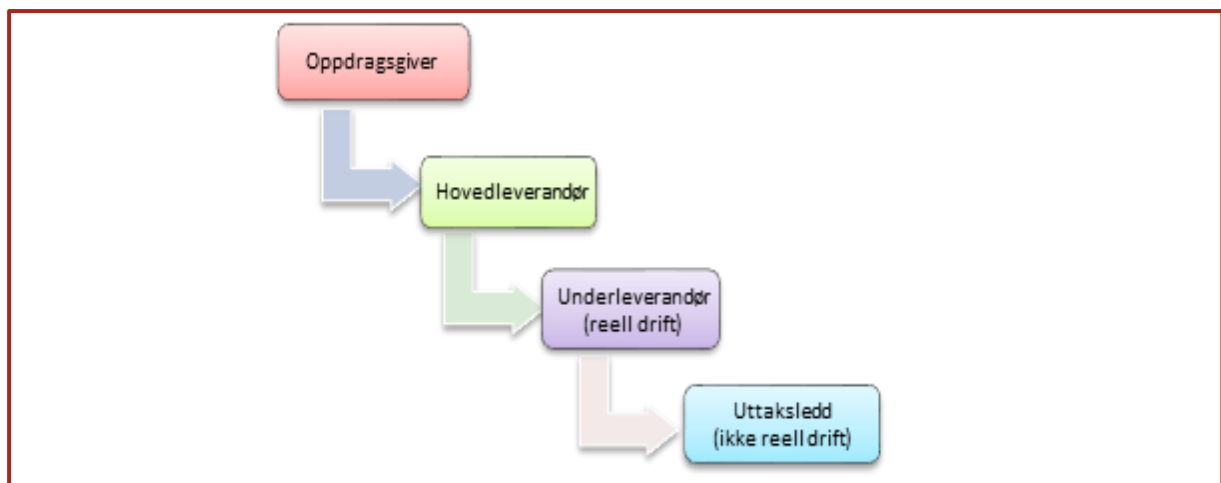 Oppdragsgiver
Hovedleverandør
Underleverandør
(reell drift)
Uttaksledd
(ikke reell drift)